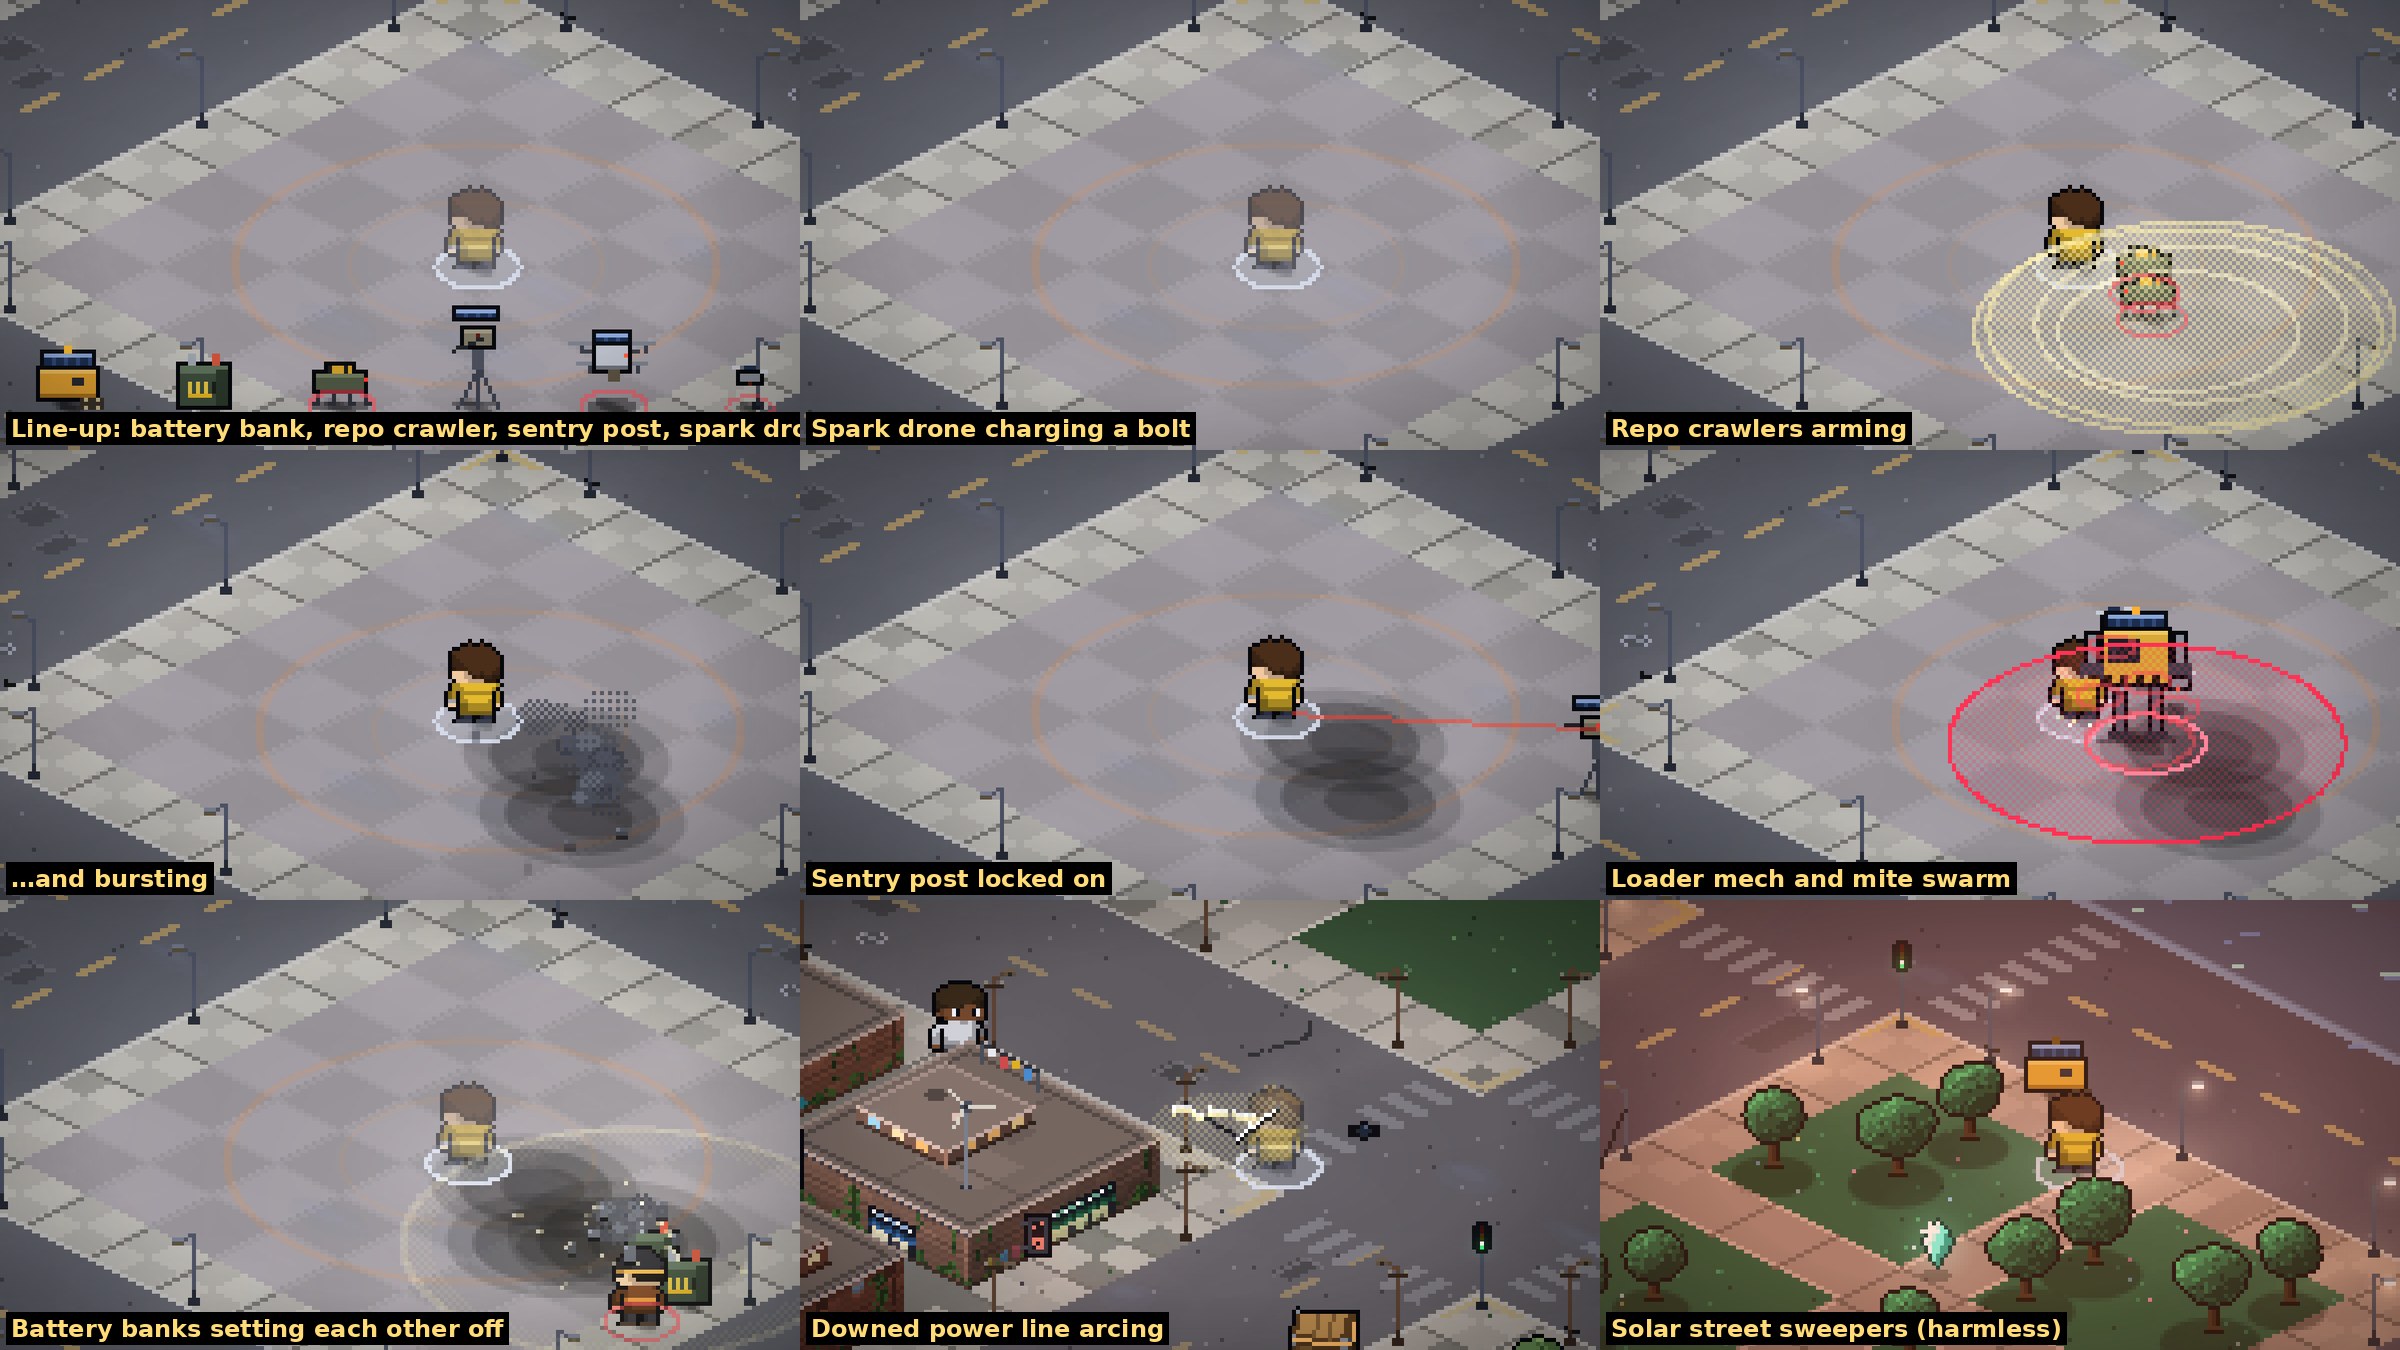 Line-up: battery bank, repo crawler, sentry post, spark dro
Spark drone charging a bolt
Repo crawlers arming
…and bursting
Sentry post locked on
Loader mech and mite swarm
Battery banks setting each other off
Downed power line arcing
Solar street sweepers (harmless)